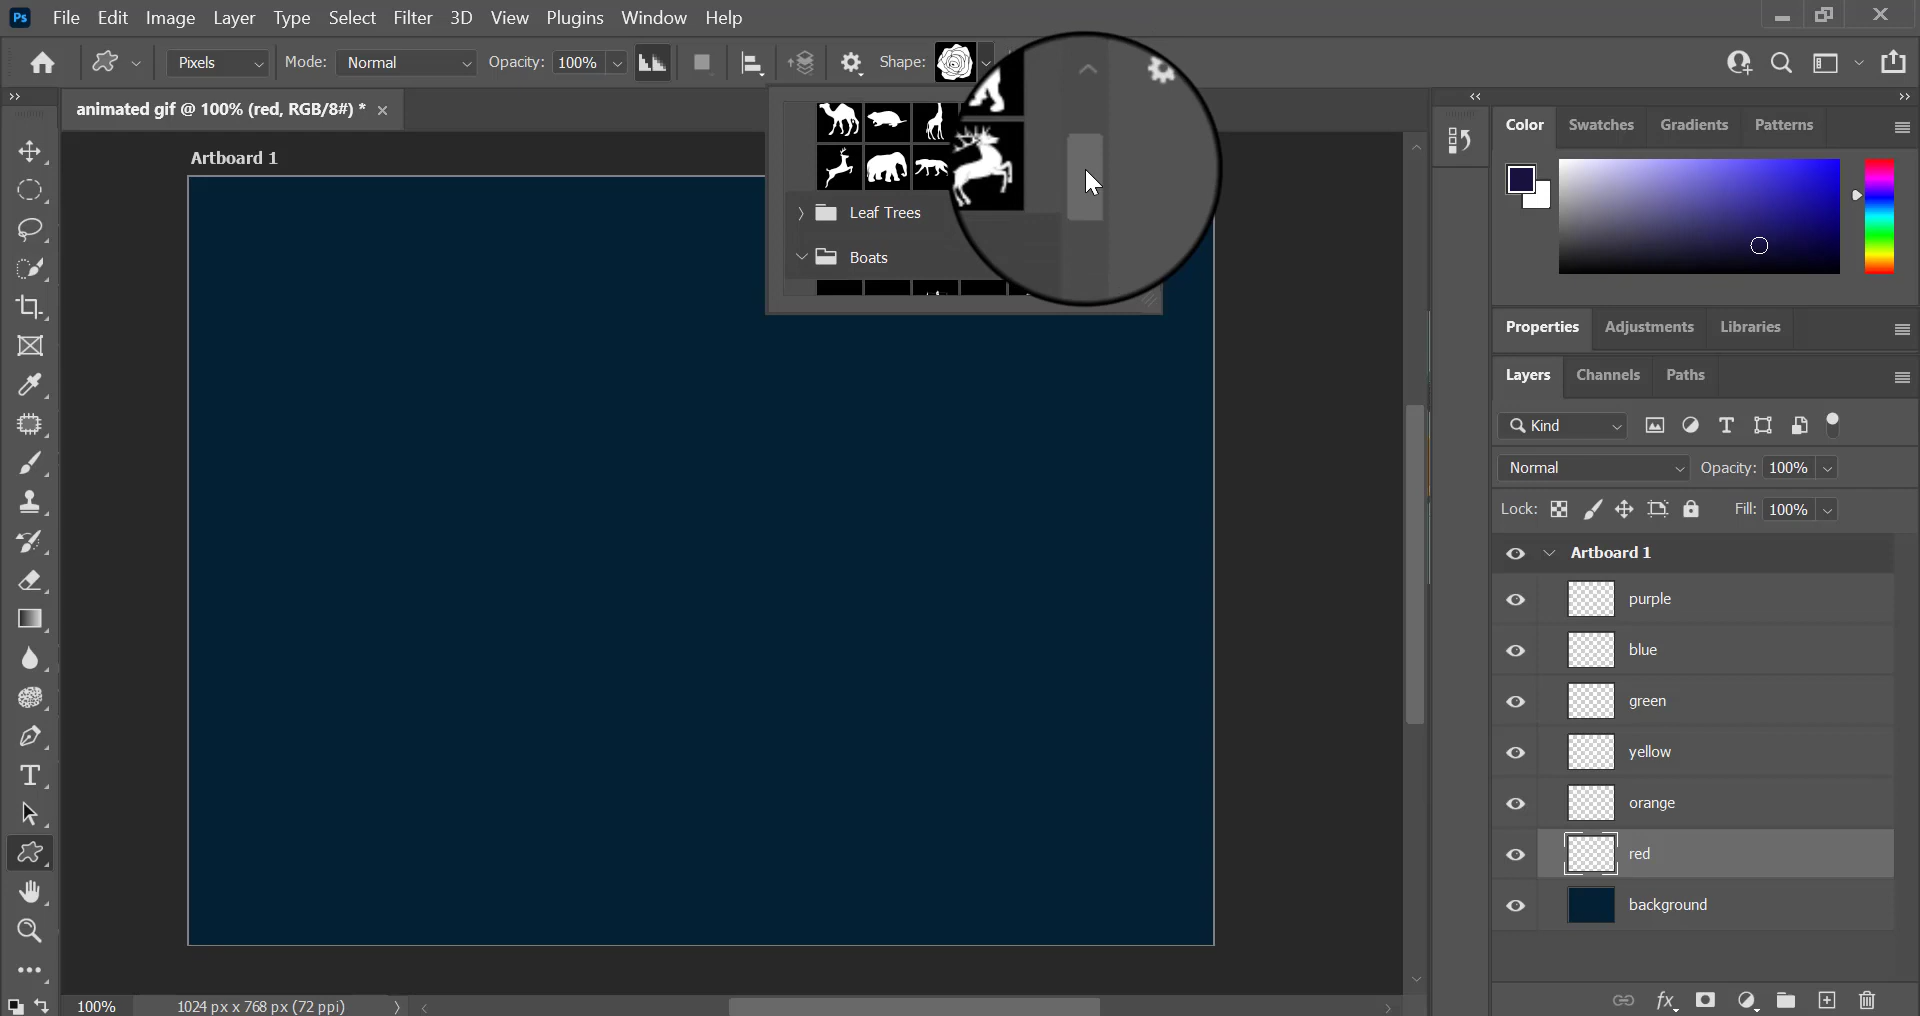 Ps File Edit Image Layer Type Select Filter 3D View Plugins Window Help
Pixels Mode: Normal Opacity: 100% Shape:
animated gif @ 100% (red, RGB/8#) *
Artboard 1
Leaf Trees
Boats
Color Swatches Gradients Patterns
Properties Adjustments Libraries
Layers Channels Paths
Kind
Normal Opacity: 100%
Lock: Fill: 100%
Artboard 1
purple
blue
green
yellow
orange
red
background
fx
100% 1024 px x 768 px (72 ppi)